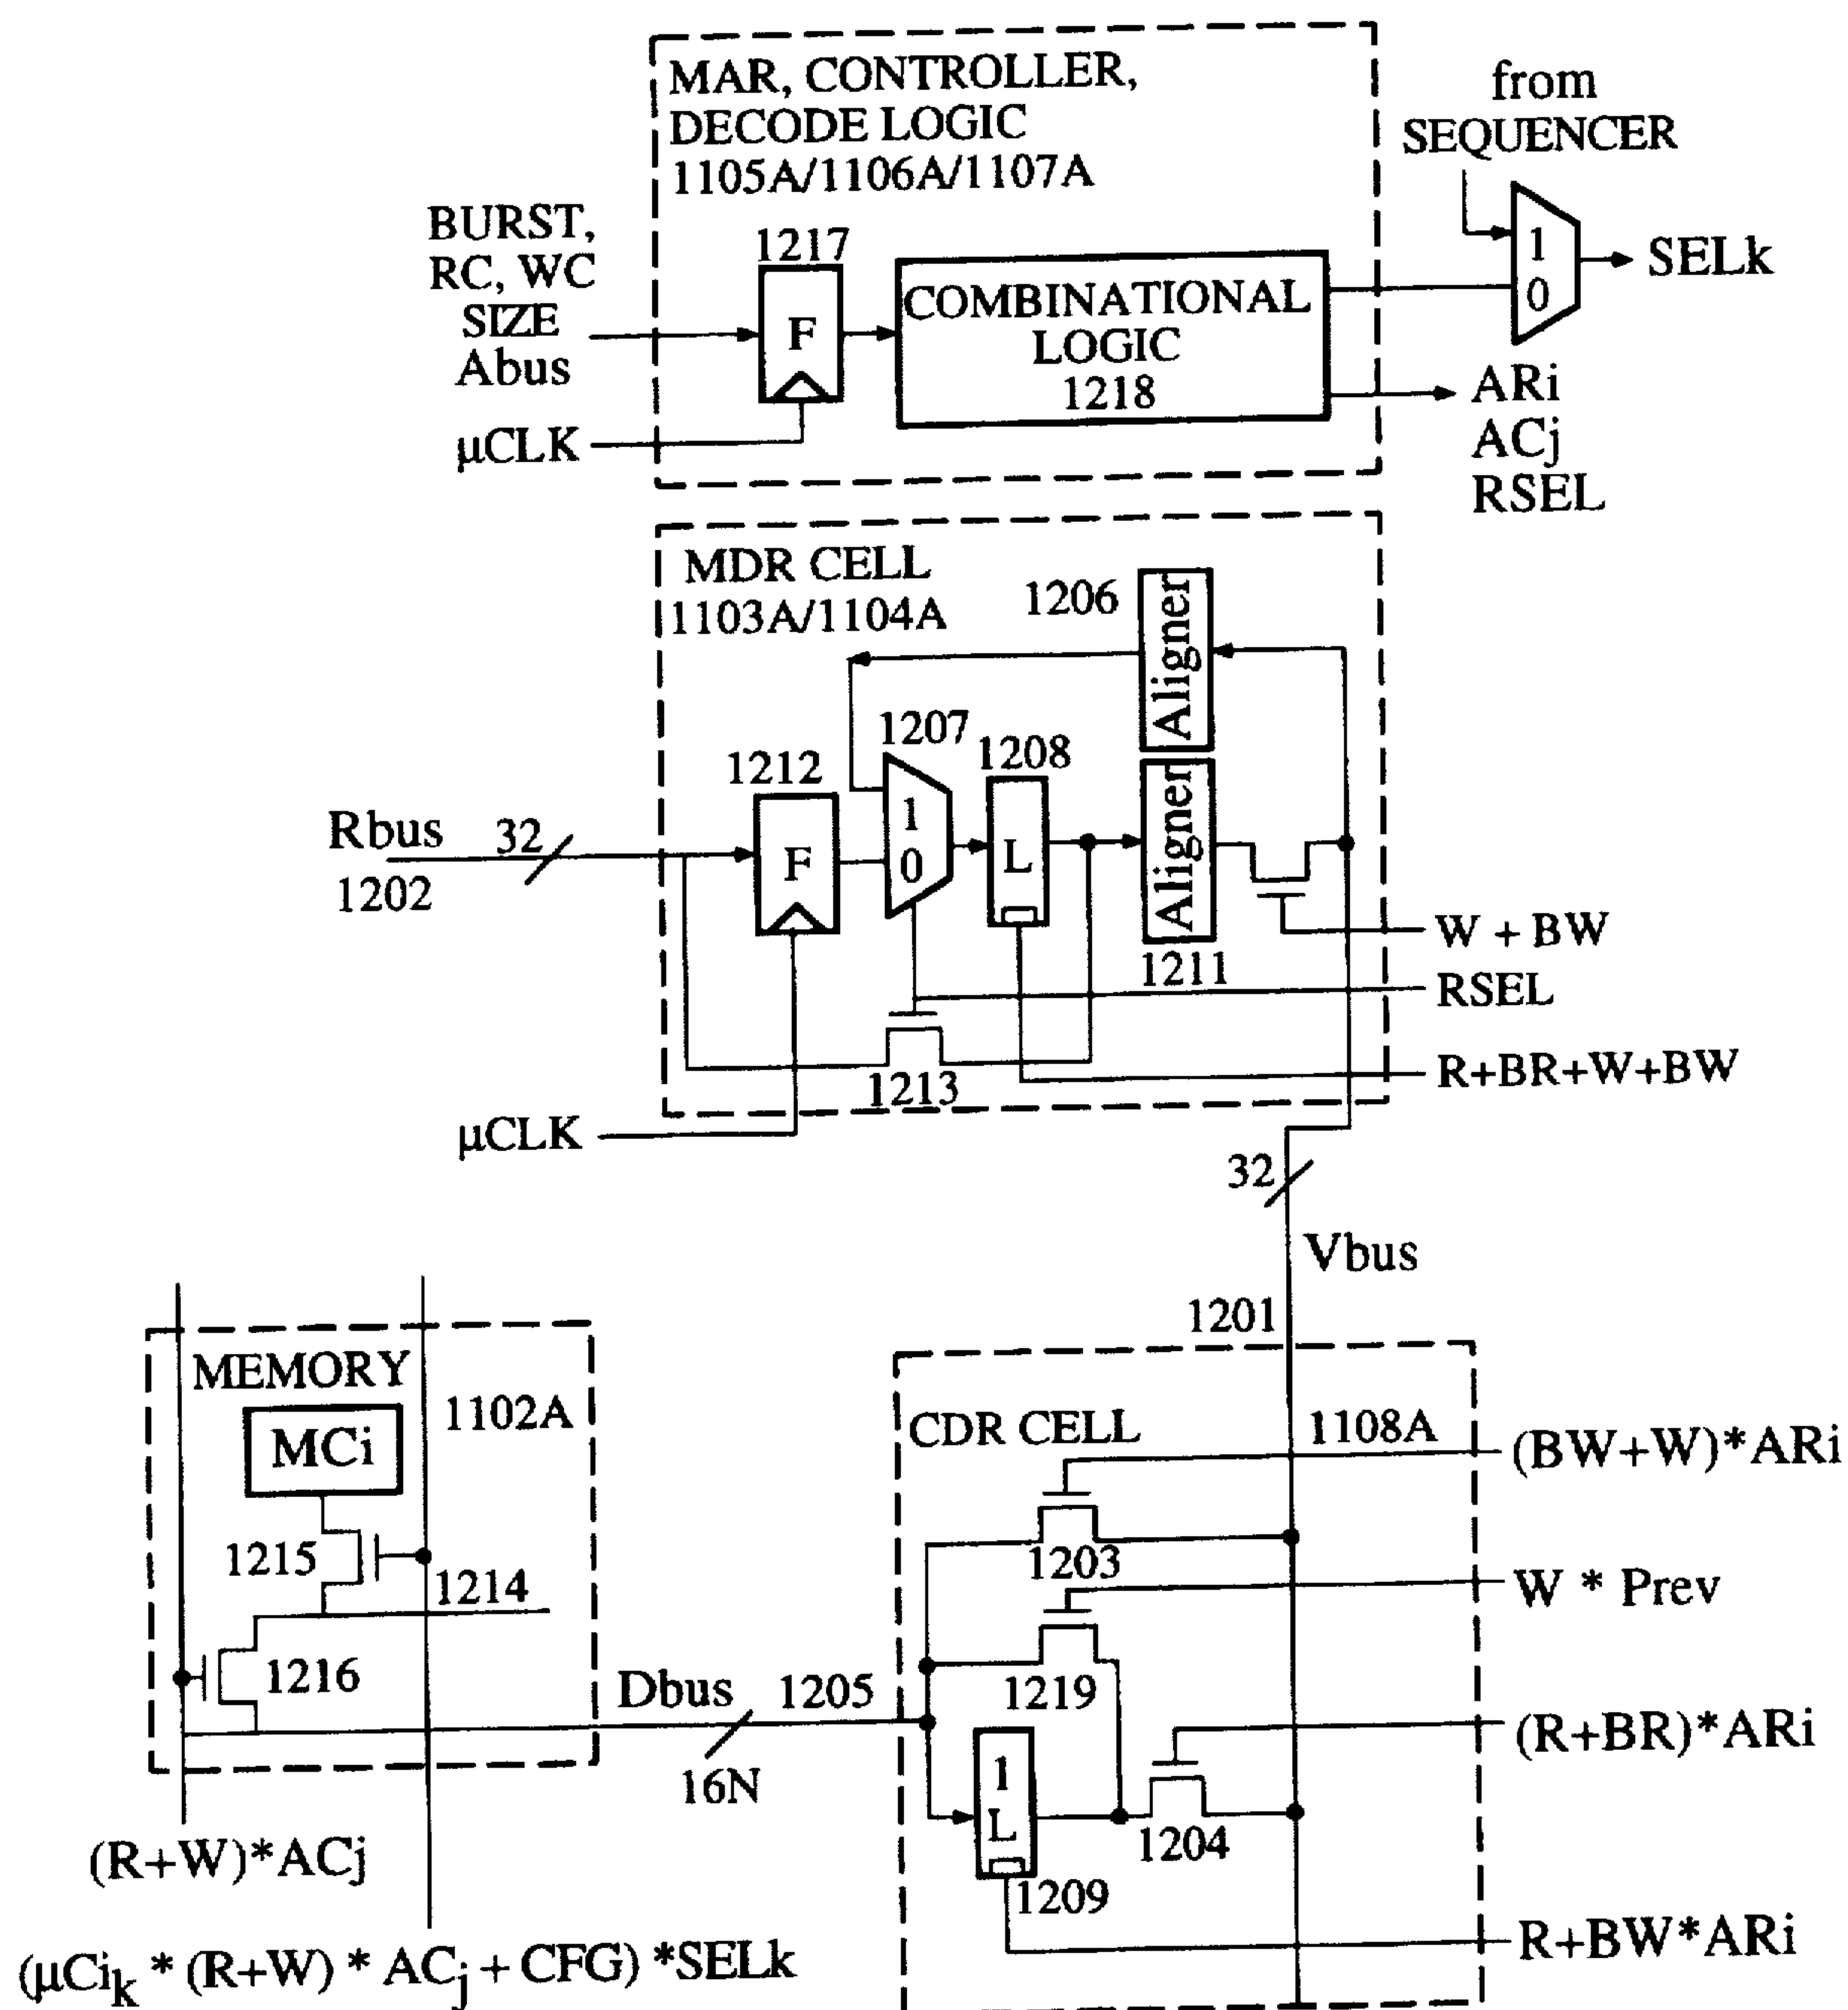 MAR, CONTROLLER,
DECODE LOGIC
1105A/1106A/1107A
from
SEQUENCER
BURST,
RC, WC
SIZE
Abus
1217
F
COMBINATIONAL
LOGIC
1218
1
0
SELk
µCLK
ARi
ACj
RSEL
MDR CELL
1103A/1104A
1206
Aligner
1207
1208
1212
Rbus
32
1202
F
1
0
L
Aligner
1211
W + BW
RSEL
1213
R+BR+W+BW
µCLK
32
Vbus
1201
MEMORY
1102A
MCi
1215
1214
1216
Dbus
1205
16N
(R+W)*ACj
(µCik * (R+W) * ACj + CFG) *SELk
CDR CELL
1108A
(BW+W)*ARi
1203
W * Prev
1219
(R+BR)*ARi
1
L
1204
1209
R+BW*ARi